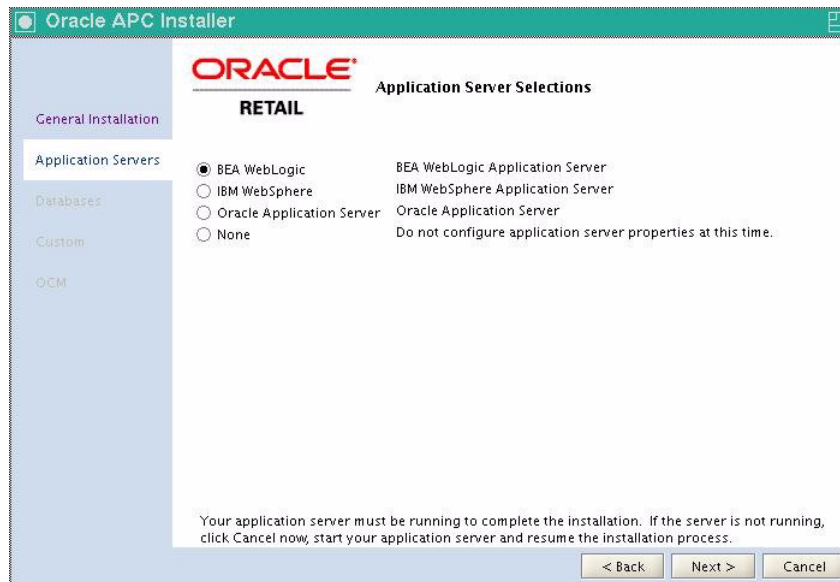 Oracle APC Installer
ORACLE
RETAIL
Application Server Selections
General Installation
Application Servers
Databases
Custom
OCM
BEA WebLogic BEA WebLogic Application Server
IBM WebSphere IBM WebSphere Application Server
Oracle Application Server Oracle Application Server
None Do not configure application server properties at this time.
Your application server must be running to complete the installation. If the server is not running,
click Cancel now, start your application server and resume the installation process.
< Back Next > Cancel